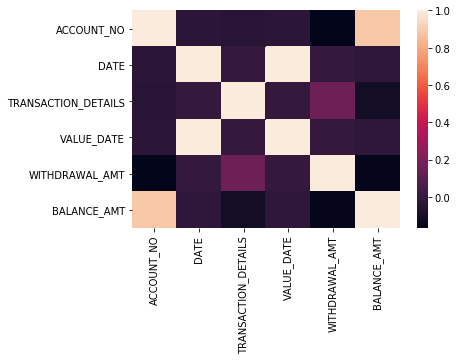 ACCOUNT_NO
DATE
TRANSACTION_DETAILS
VALUE_DATE
WITHDRAWAL_AMT
BALANCE_AMT
ACCOUNT_NO
DATE
TRANSACTION_DETAILS
VALUE_DATE
WITHDRAWAL_AMT
BALANCE_AMT
1.0
0.8
0.6
0.4
0.2
0.0